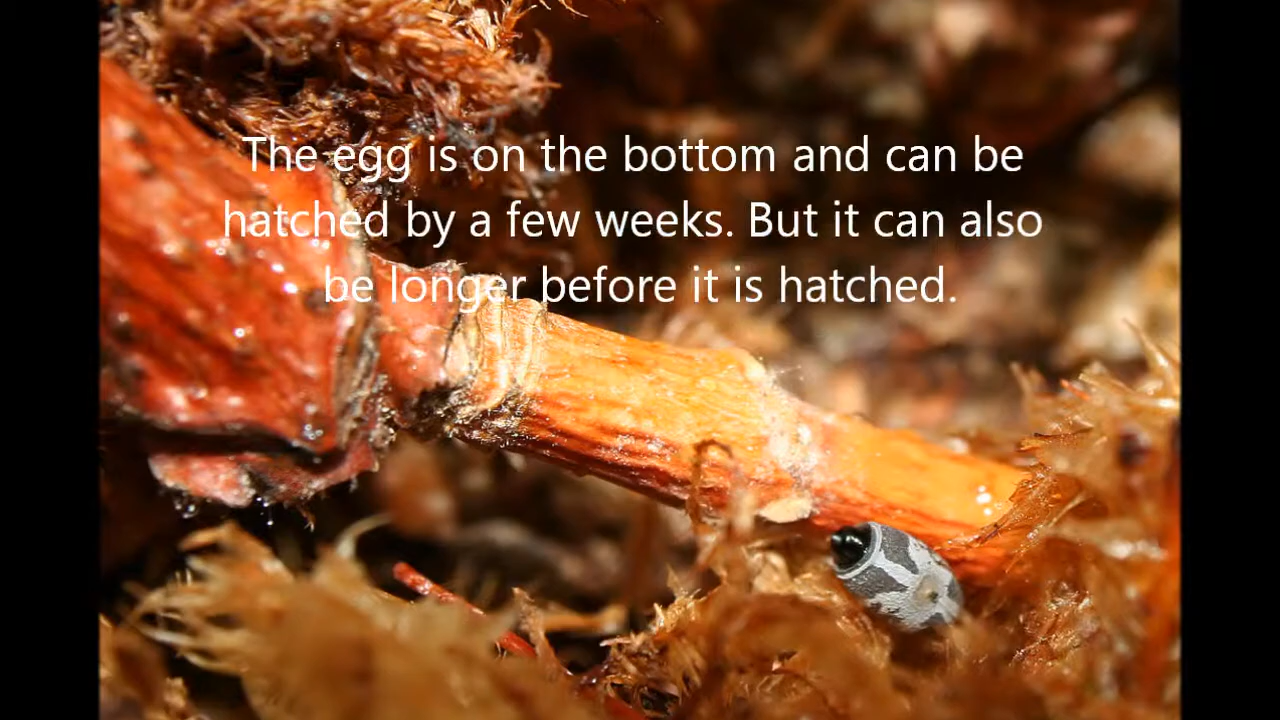 The egg is on the bottom and can be
hatched by a few weeks. But it can also
be longer before it is hatched.